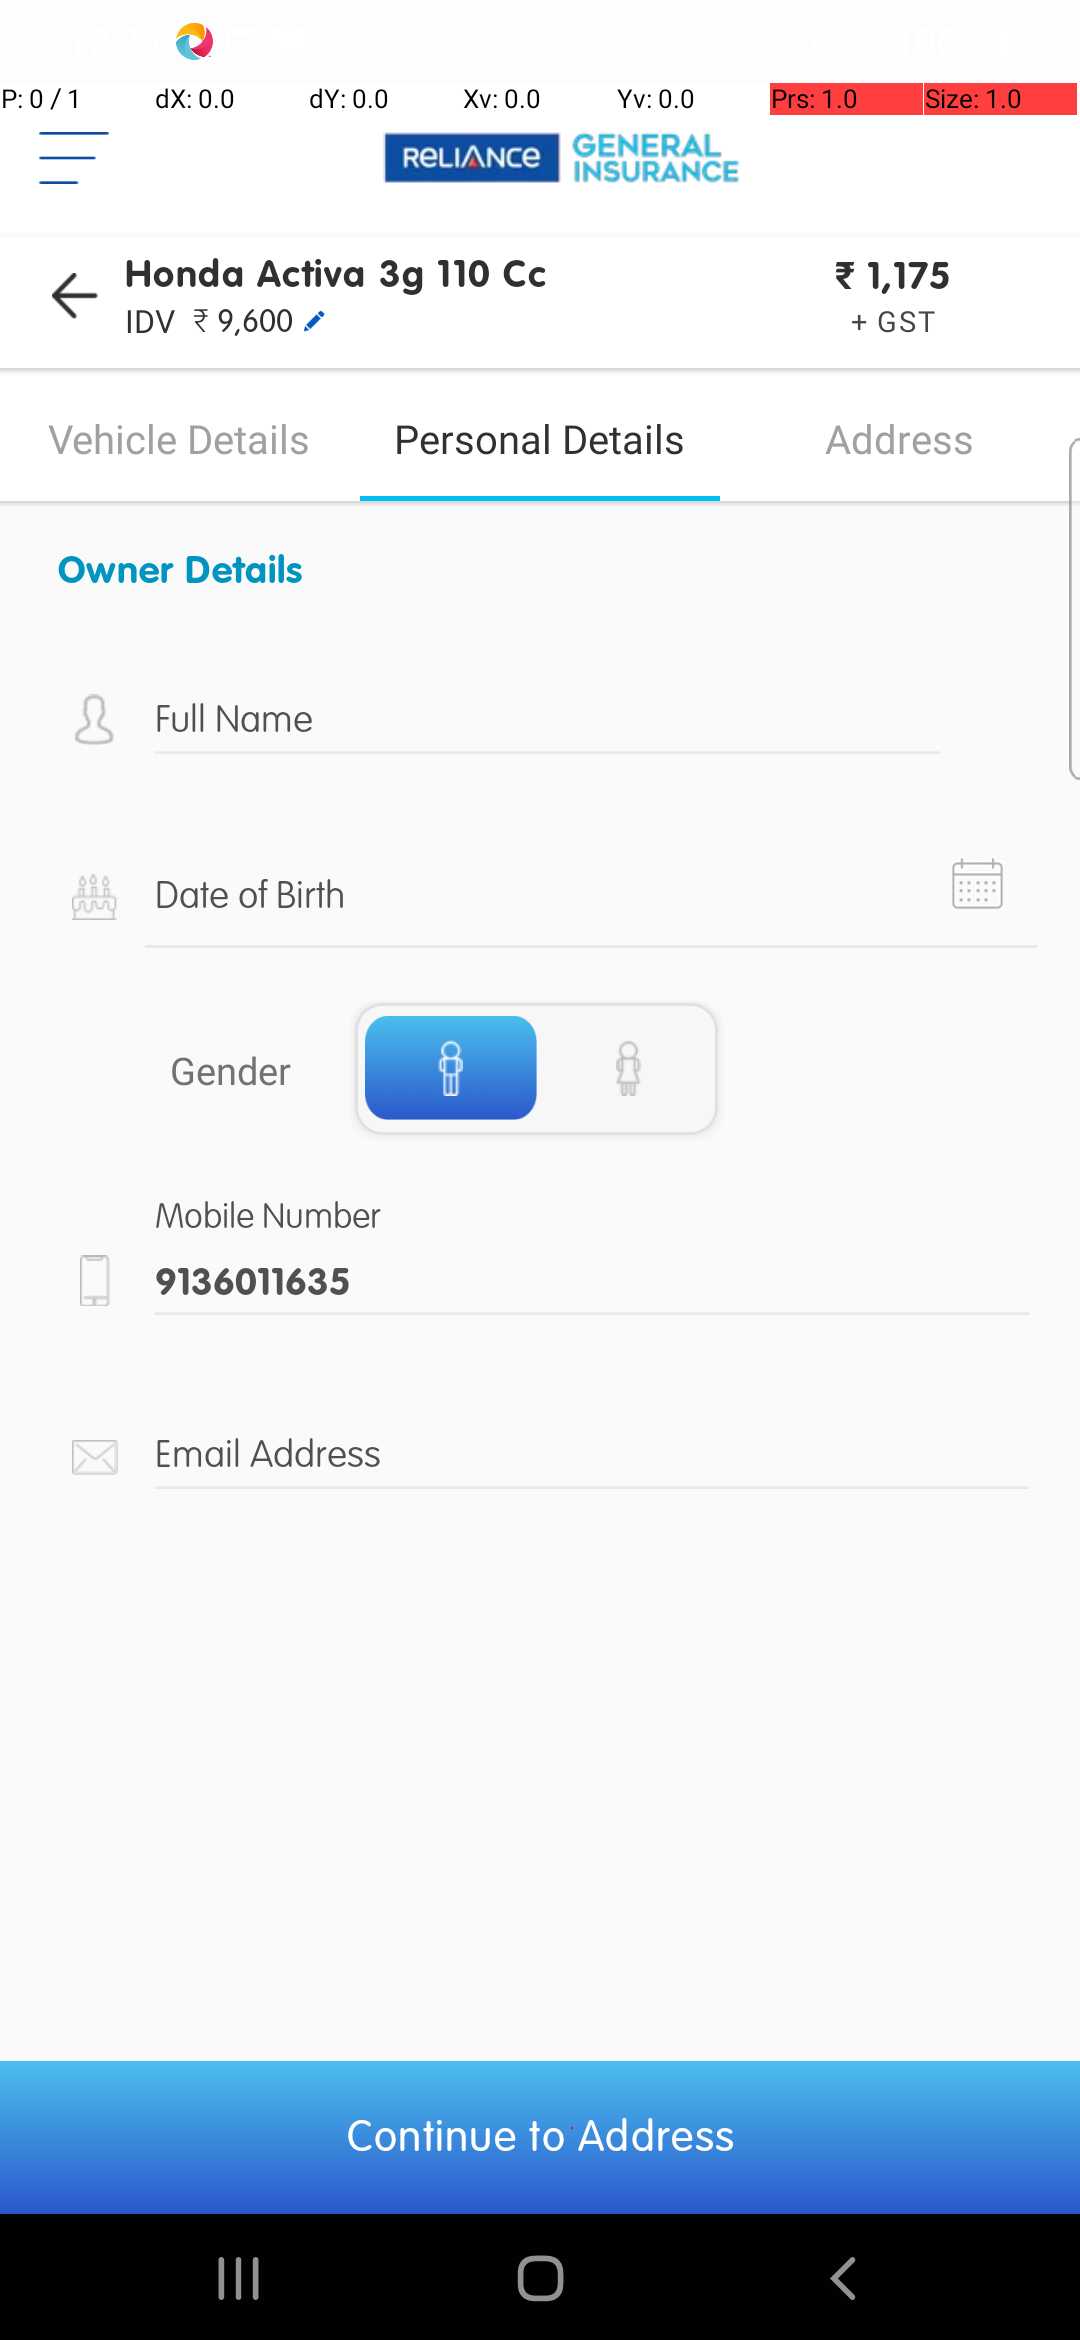 P: 0 / 1 dX: 0.0 dY: 0.0 Xv: 0.0 Yv: 0.0 Prs: 1.0 Size: 1.0
RELIANCE GENERAL INSURANCE
Honda Activa 3g 110 Cc ₹ 1,175
IDV ₹ 9,600 + GST
Vehicle Details Personal Details Address
Owner Details
Full Name
Date of Birth
Gender
Mobile Number
9136011635
Email Address
Continue to Address